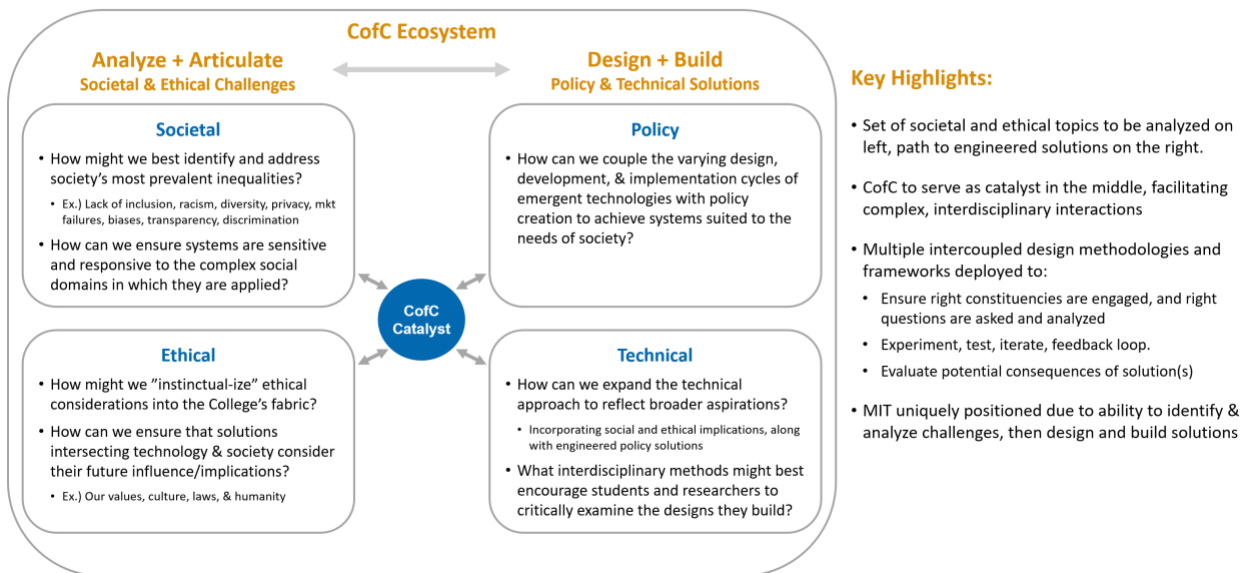 CofC Ecosystem
Analyze + Articulate
Societal & Ethical Challenges
Design + Build
Policy & Technical Solutions
Societal
• How might we best identify and address
society's most prevalent inequalities?
• Ex.) Lack of inclusion, racism, diversity, privacy, mkt
failures, biases, transparency, discrimination
• How can we ensure systems are sensitive
and responsive to the complex social
domains in which they are applied?
Policy
• How can we couple the varying design,
development, & implementation cycles of
emergent technologies with policy
creation to achieve systems suited to the
needs of society?
CofC
Catalyst
Ethical
• How might we "instinctual-ize" ethical
considerations into the College's fabric?
• How can we ensure that solutions
intersecting technology & society consider
their future influence/implications?
• Ex.) Our values, culture, laws, & humanity
Technical
• How can we expand the technical
approach to reflect broader aspirations?
• Incorporating social and ethical implications, along
with engineered policy solutions
• What interdisciplinary methods might best
encourage students and researchers to
critically examine the designs they build?
Key Highlights:
• Set of societal and ethical topics to be analyzed on
left, path to engineered solutions on the right.
• CofC to serve as catalyst in the middle, facilitating
complex, interdisciplinary interactions
• Multiple intercoupled design methodologies and
frameworks deployed to:
• Ensure right constituencies are engaged, and right
questions are asked and analyzed
• Experiment, test, iterate, feedback loop.
• Evaluate potential consequences of solution(s)
• MIT uniquely positioned due to ability to identify &
analyze challenges, then design and build solutions